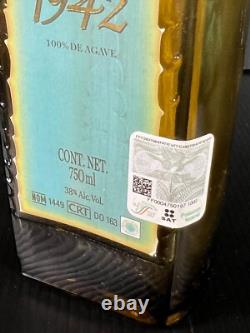 1942
100% DE AGAVE
CONT. NET.
750 ml
38% Alc. Vol.
NOM 1449 CRT DO 163
SAT